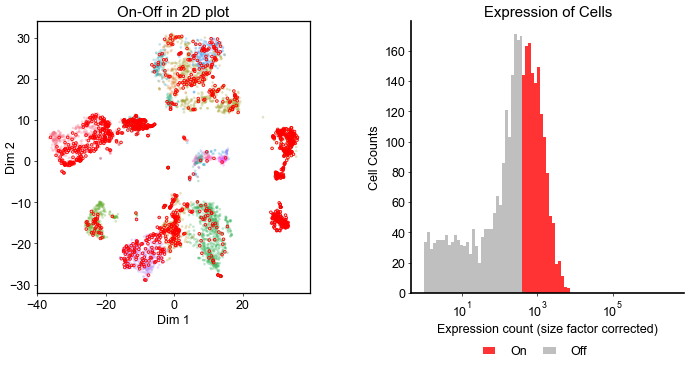 On-Off in 2D plot
30
20
10
0
−10
−20
−30
Dim 2
−40
−20
0
20
Dim 1
Expression of Cells
160
140
120
100
80
60
40
20
0
Cell Counts
10^1
10^3
10^5
Expression count (size factor corrected)
On
Off